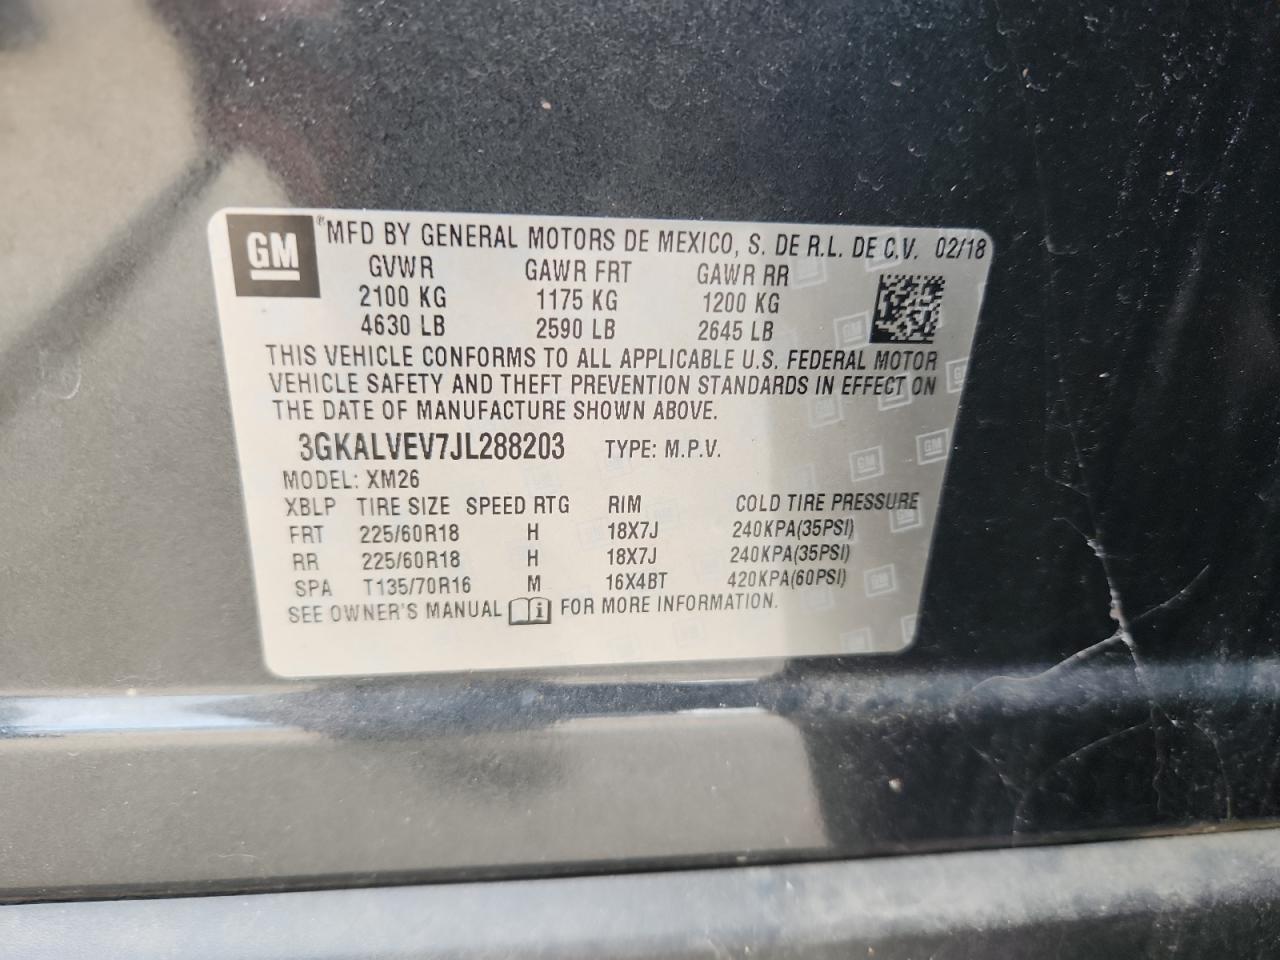 GM
®MFD BY GENERAL MOTORS DE MEXICO, S. DE R.L. DE C.V. 02/18
GVWR GAWR FRT GAWR RR
2100 KG 1175 KG 1200 KG
4630 LB 2590 LB 2645 LB
THIS VEHICLE CONFORMS TO ALL APPLICABLE U.S. FEDERAL MOTOR
VEHICLE SAFETY AND THEFT PREVENTION STANDARDS IN EFFECT ON
THE DATE OF MANUFACTURE SHOWN ABOVE.
3GKALVEV7JL288203 TYPE: M.P.V.
MODEL: XM26
XBLP TIRE SIZE SPEED RTG RIM COLD TIRE PRESSURE
FRT 225/60R18 H 18X7J 240KPA(35PSI)
RR 225/60R18 H 18X7J 240KPA(35PSI)
SPA T135/70R16 M 16X4BT 420KPA(60PSI)
SEE OWNER'S MANUAL i FOR MORE INFORMATION.